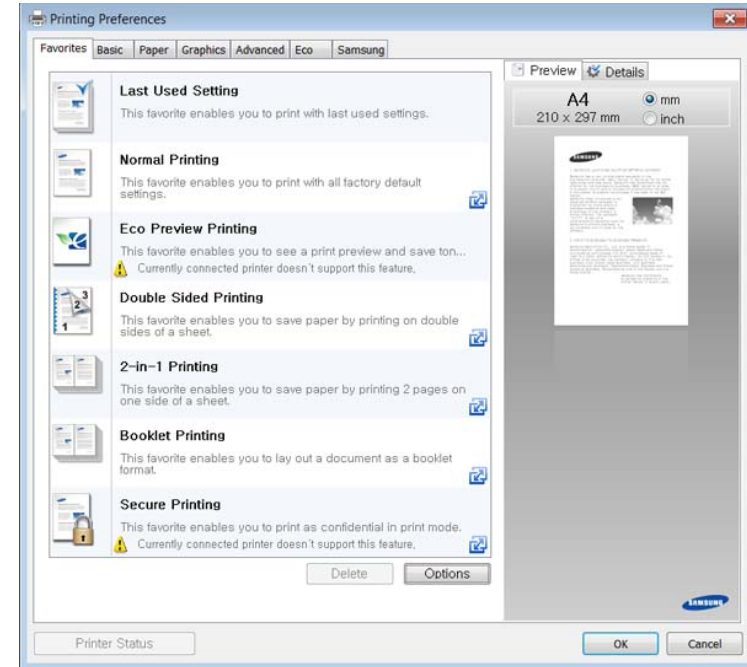 Printing Preferences
Favorites Basic Paper Graphics Advanced Eco Samsung
Last Used Setting
This favorite enables you to print with last used settings.
Normal Printing
This favorite enables you to print with all factory default
settings.
Eco Preview Printing
This favorite enables you to see a print preview and save ton...
Currently connected printer doesn't support this feature.
Double Sided Printing
This favorite enables you to save paper by printing on double
sides of a sheet.
2-in-1 Printing
This favorite enables you to save paper by printing 2 pages on
one side of a sheet.
Booklet Printing
This favorite enables you to lay out a document as a booklet
format.
Secure Printing
This favorite enables you to print as confidential in print mode.
Currently connected printer doesn't support this feature.
Delete Options
Preview Details
A4
210 x 297 mm
mm
inch
SAMSUNG
SAMSUNG
Printer Status
OK Cancel